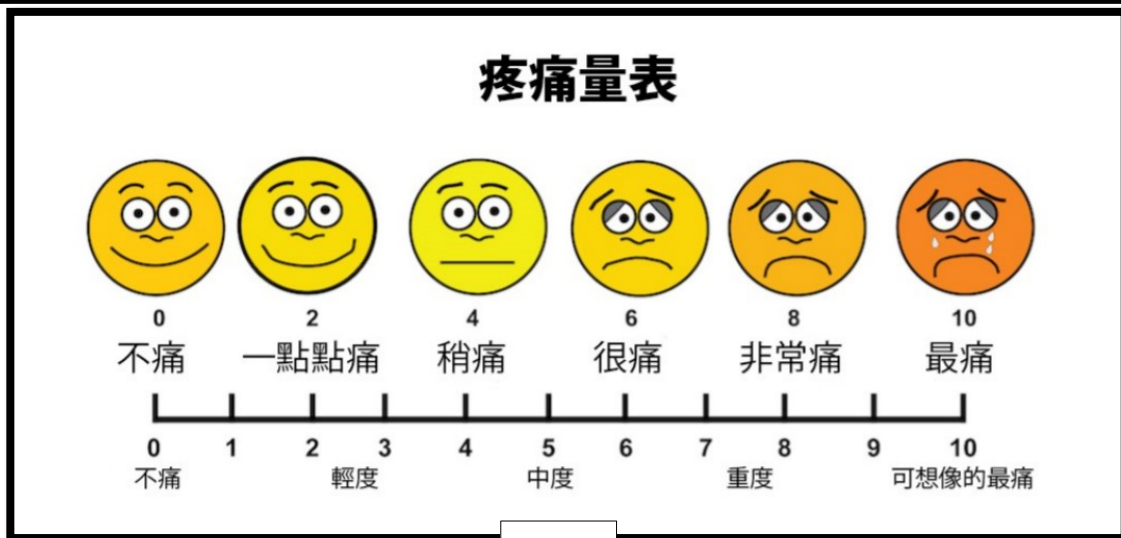 疼痛量表
0 2 4 6 8 10
不痛 一點點痛 稍痛 很痛 非常痛 最痛
0 1 2 3 4 5 6 7 8 9 10
不痛 輕度 中度 重度 可想像的最痛